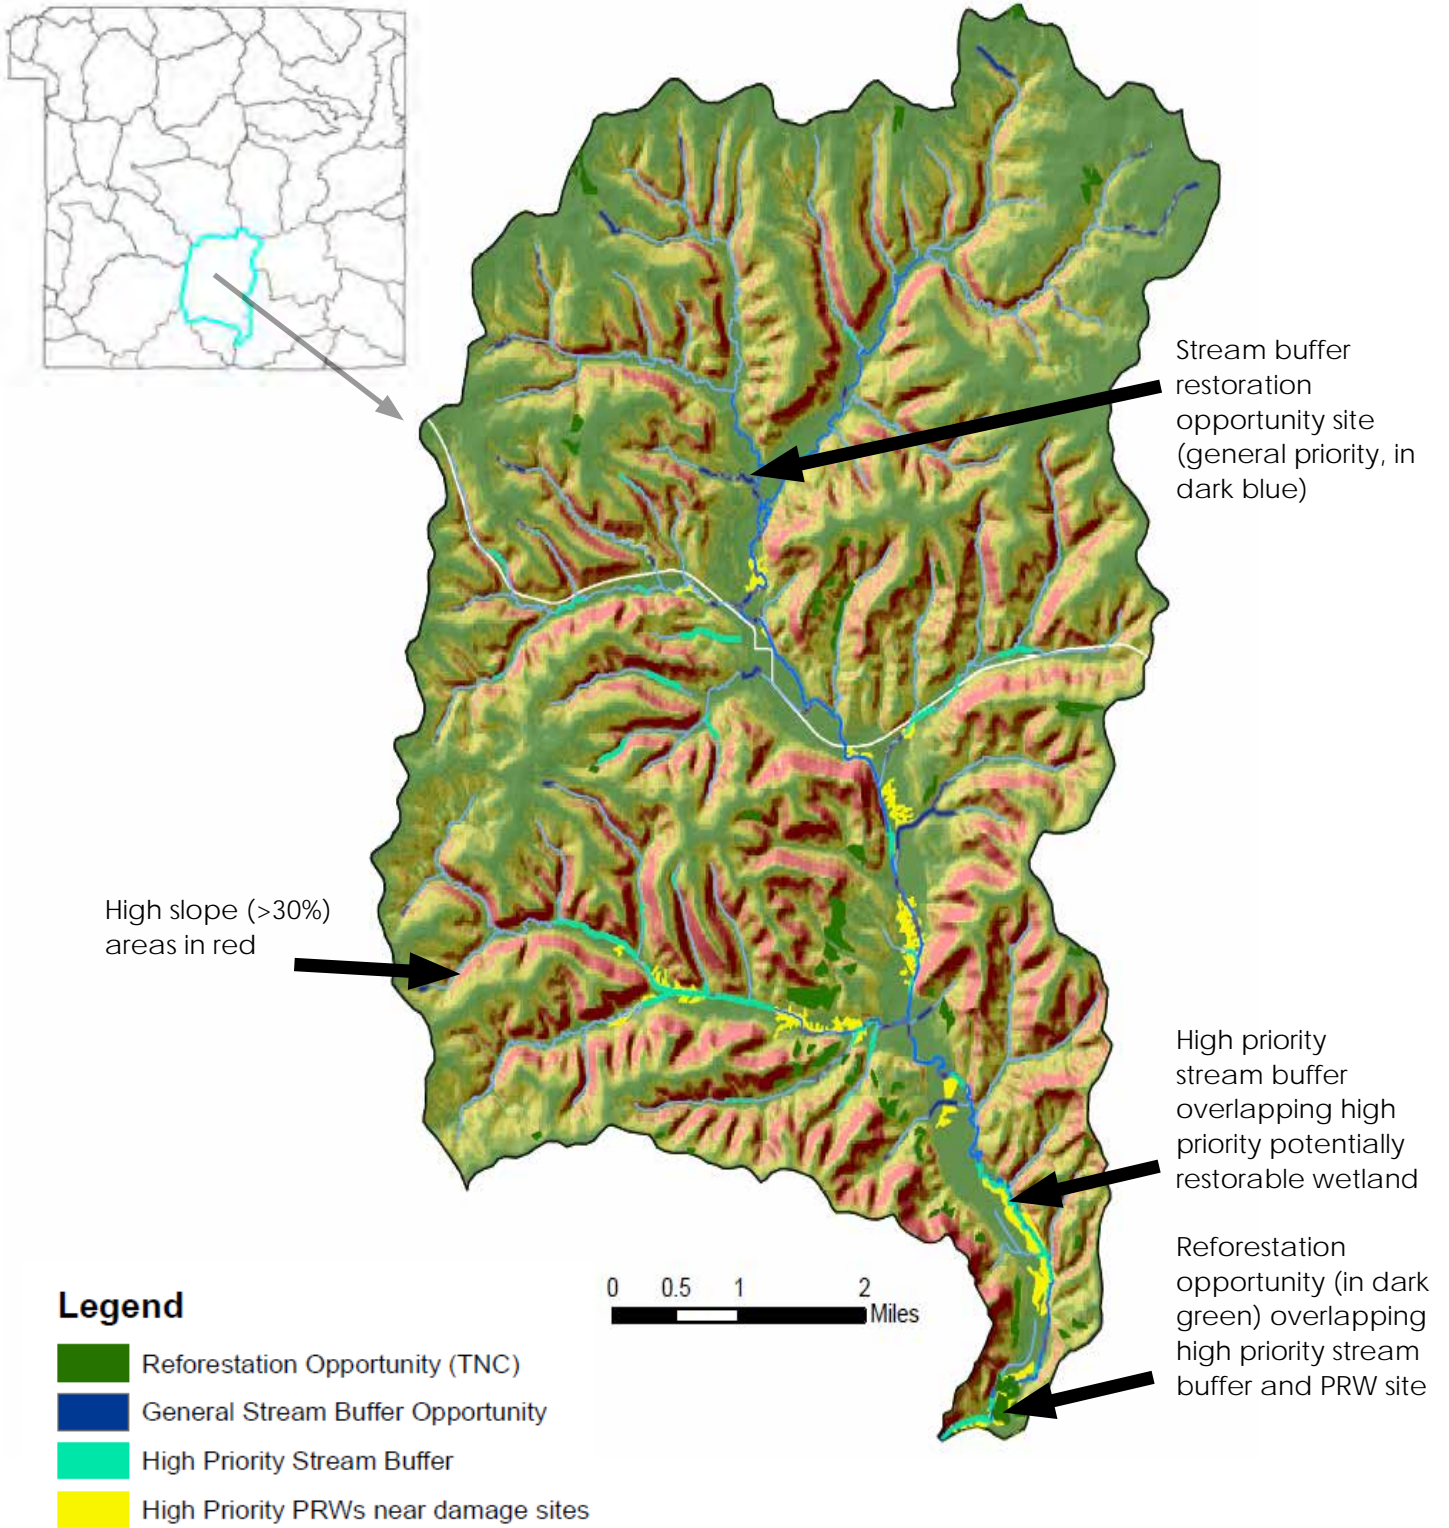 Stream buffer
restoration
opportunity site
(general priority, in
dark blue)
High slope (>30%)
areas in red
High priority
stream buffer
overlapping high
priority potentially
restorable wetland
Reforestation
opportunity (in dark
green) overlapping
high priority stream
buffer and PRW site
0 0.5 1 2
Miles
Legend
Reforestation Opportunity (TNC)
General Stream Buffer Opportunity
High Priority Stream Buffer
High Priority PRWs near damage sites